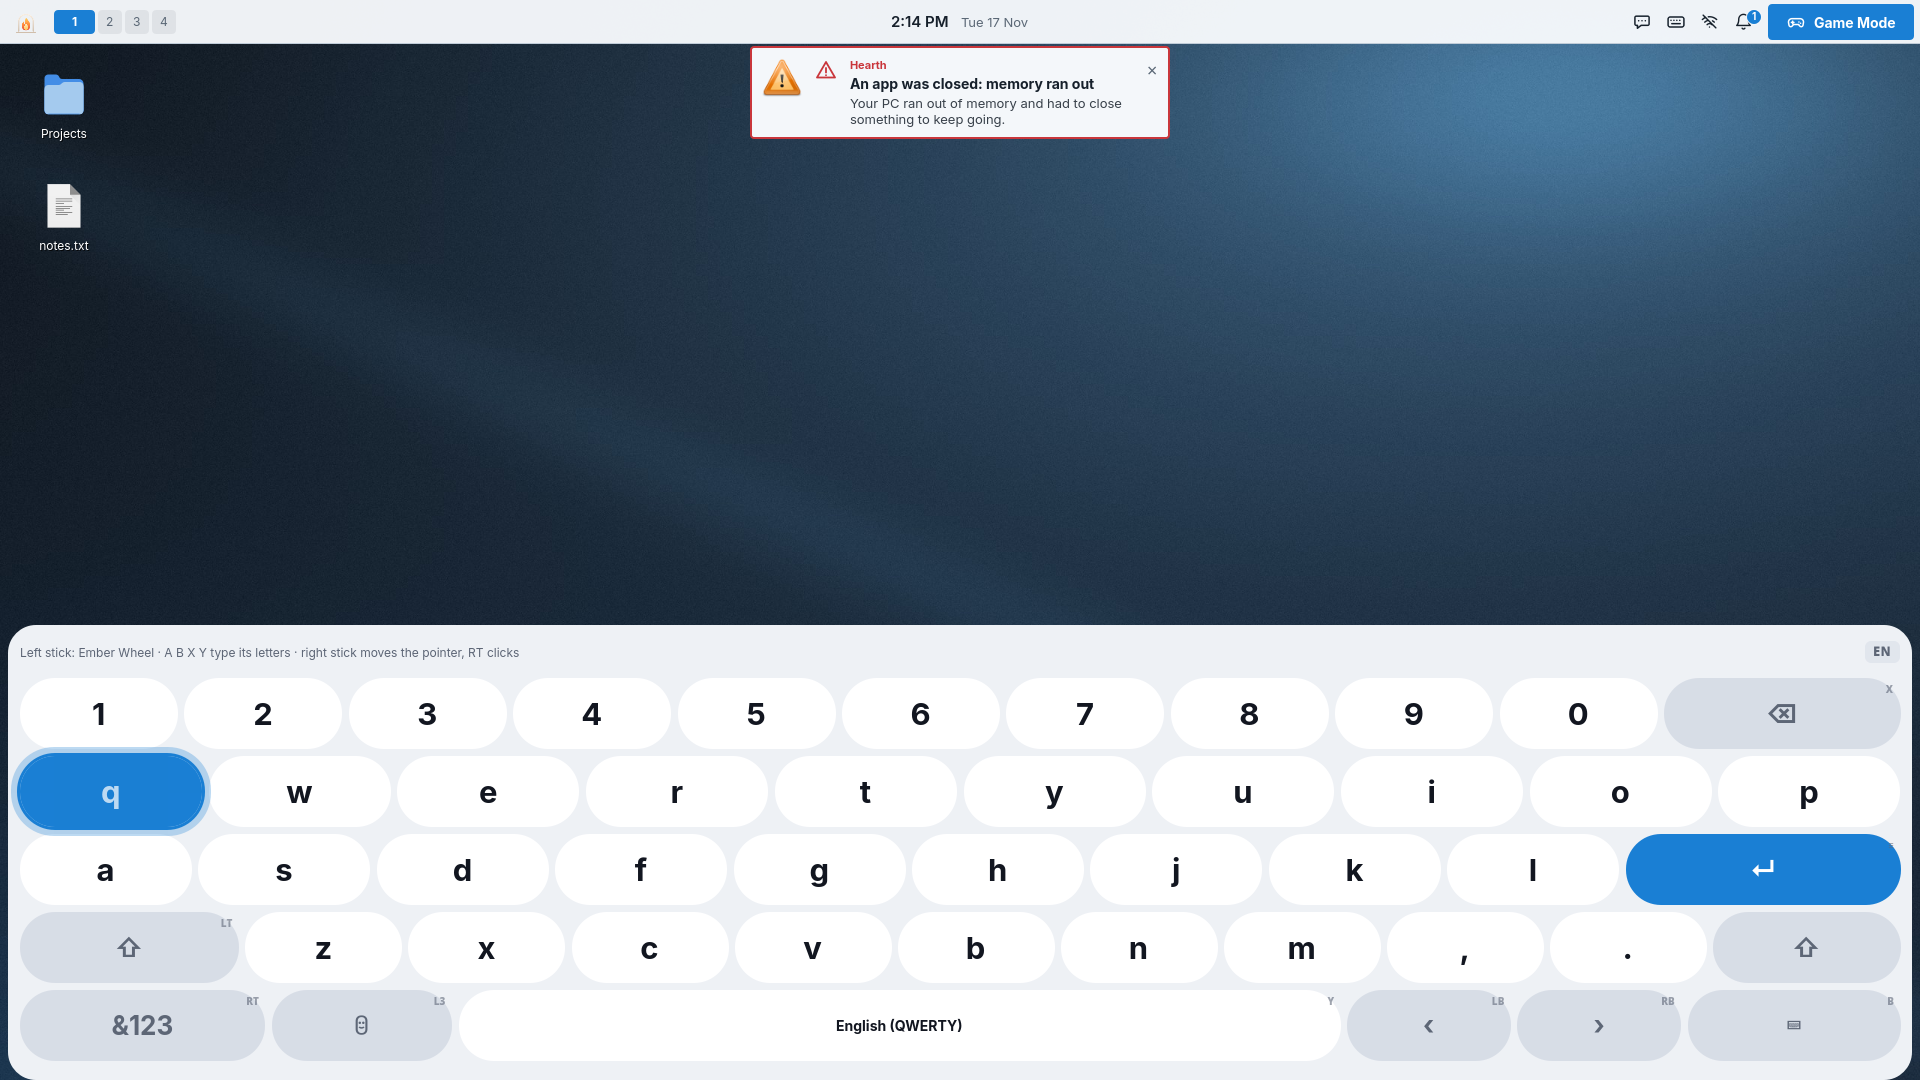 1 2 3 4
2:14 PM Tue 17 Nov
1
Game Mode
Hearth
An app was closed: memory ran out
Your PC ran out of memory and had to close
something to keep going.
Projects
notes.txt
Left stick: Ember Wheel · A B X Y type its letters · right stick moves the pointer, RT clicks
EN
1 2 3 4 5 6 7 8 9 0 X
q w e r t y u i o p
a s d f g h j k l
LT z x c v b n m , .
&123 RT L3 English (QWERTY) Y ‹ LB › RB B